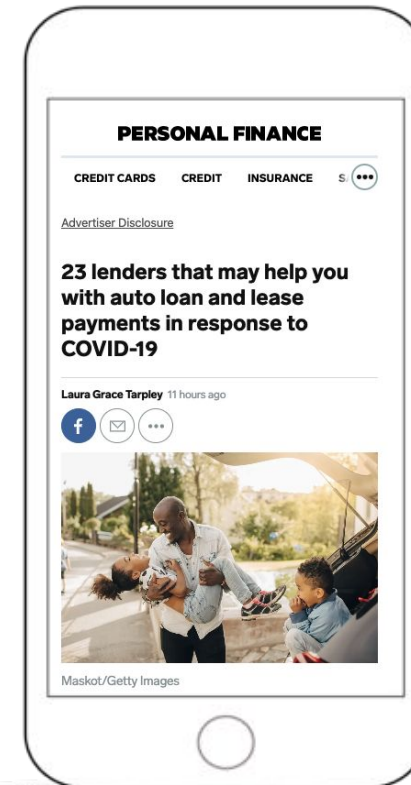 PERSONAL FINANCE
CREDIT CARDS CREDIT INSURANCE
Advertiser Disclosure
23 lenders that may help you
with auto loan and lease
payments in response to
COVID-19
Laura Grace Tarpley 11 hours ago
f
Maskot/Getty Images